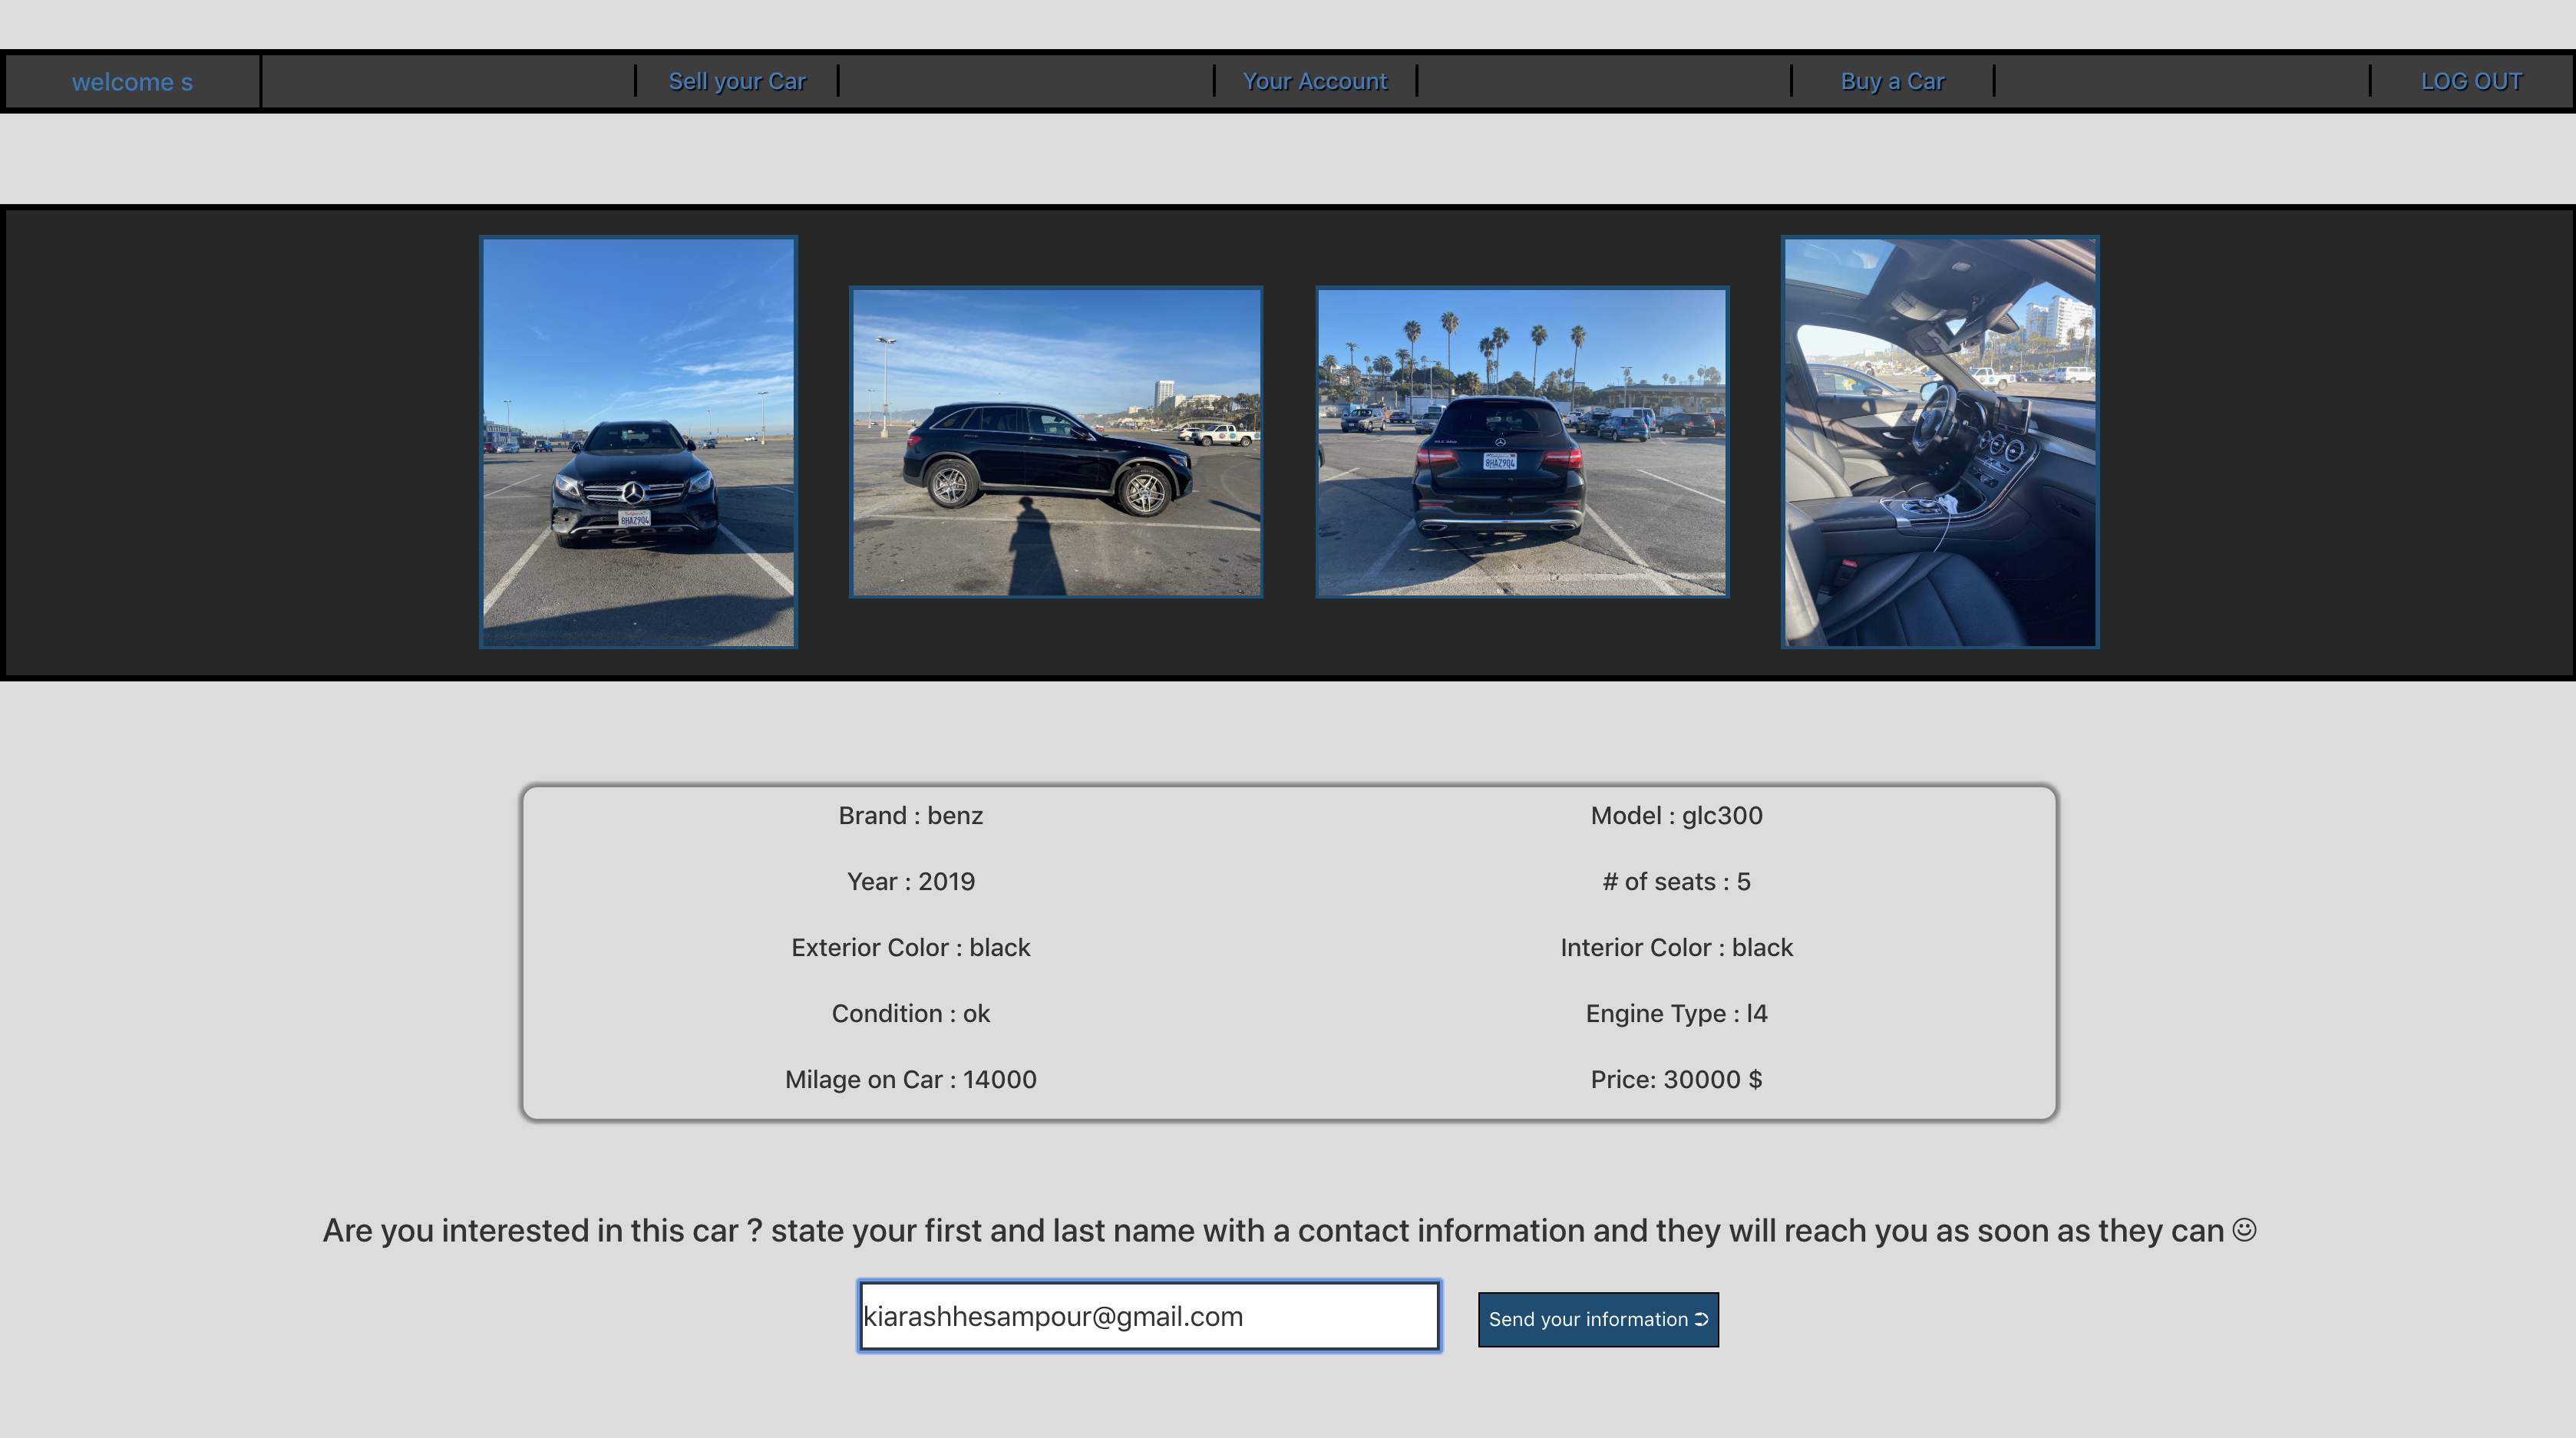 welcome s
Sell your Car
Your Account
Buy a Car
LOG OUT
8HAZ904
8HAZ904
Brand : benz
Model : glc300
Year : 2019
# of seats : 5
Exterior Color : black
Interior Color : black
Condition : ok
Engine Type : I4
Milage on Car : 14000
Price: 30000 $
Are you interested in this car ? state your first and last name with a contact information and they will reach you as soon as they can ☺
kiarashhesampour@gmail.com
Send your information ➲